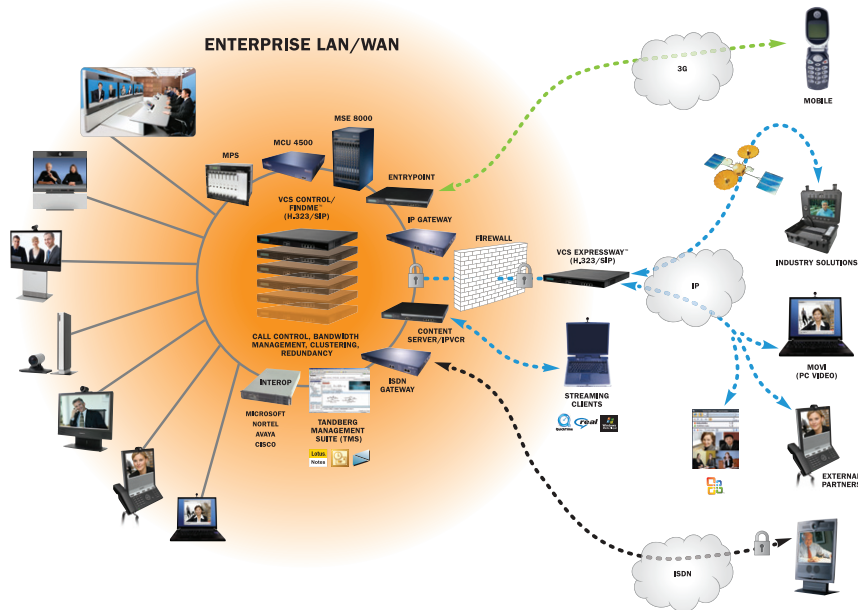 ENTERPRISE LAN/WAN
3G
MOBILE
MSE 8000
MCU 4500
MPS
ENTRYPOINT
VCS CONTROL/
FINDME™
(H.323/SIP)
IP GATEWAY
FIREWALL
VCS EXPRESSWAY™
(H.323/SIP)
INDUSTRY SOLUTIONS
IP
CALL CONTROL, BANDWIDTH
MANAGEMENT, CLUSTERING,
REDUNDANCY
CONTENT
SERVER/IPVCR
ISDN
GATEWAY
STREAMING
CLIENTS
QuickTime
real
MOVI
(PC VIDEO)
INTEROP
MICROSOFT
NORTEL
AVAYA
CISCO
TANDBERG
MANAGEMENT
SUITE (TMS)
Lotus.
Notes
EXTERNAL
PARTNERS
ISDN